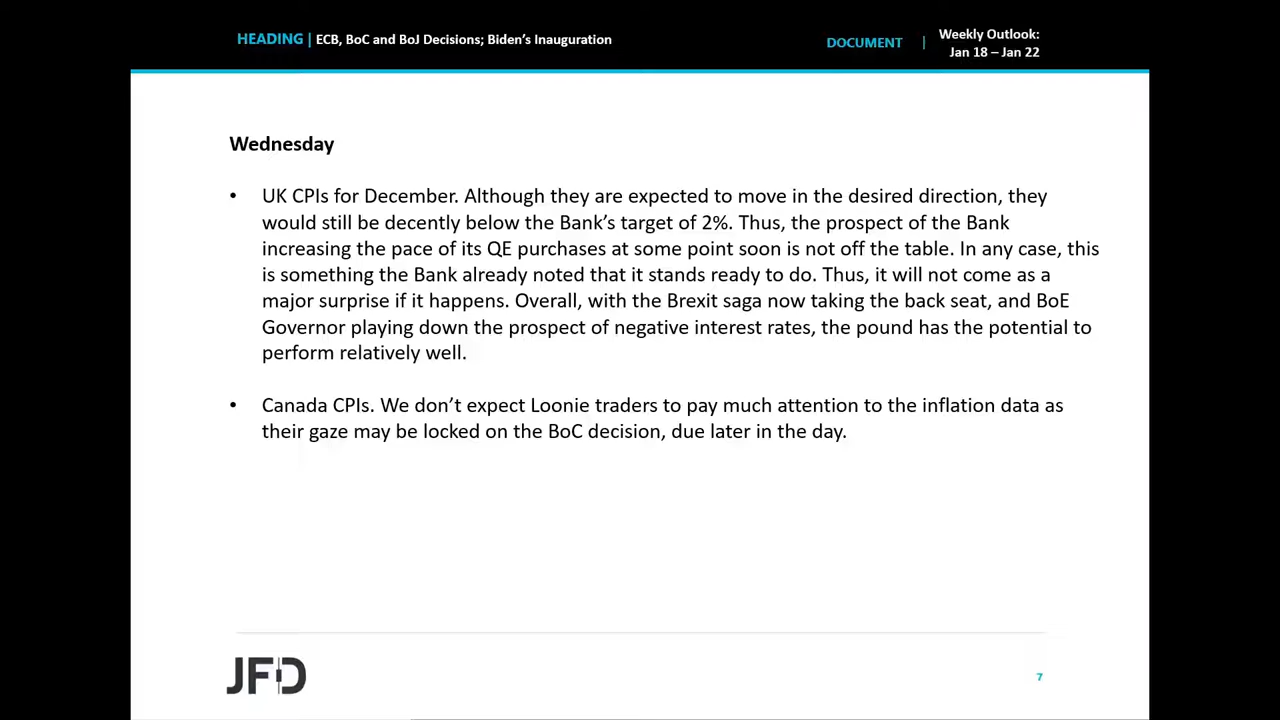 HEADING | ECB, BoC and BoJ Decisions; Biden's Inauguration
DOCUMENT | Weekly Outlook:
Jan 18 – Jan 22
Wednesday
• UK CPIs for December. Although they are expected to move in the desired direction, they
would still be decently below the Bank's target of 2%. Thus, the prospect of the Bank
increasing the pace of its QE purchases at some point soon is not off the table. In any case, this
is something the Bank already noted that it stands ready to do. Thus, it will not come as a
major surprise if it happens. Overall, with the Brexit saga now taking the back seat, and BoE
Governor playing down the prospect of negative interest rates, the pound has the potential to
perform relatively well.
• Canada CPIs. We don't expect Loonie traders to pay much attention to the inflation data as
their gaze may be locked on the BoC decision, due later in the day.
JFD
7